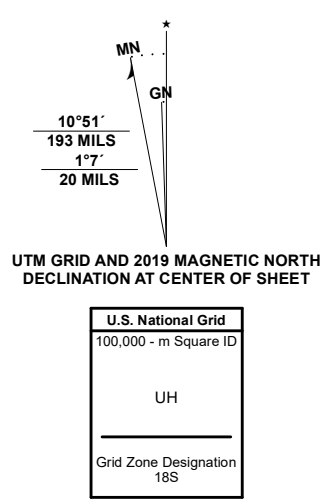 MN
GN
10°51´
193 MILS
1°7´
20 MILS
UTM GRID AND 2019 MAGNETIC NORTH
DECLINATION AT CENTER OF SHEET
U.S. National Grid
100,000 - m Square ID
UH
Grid Zone Designation
18S